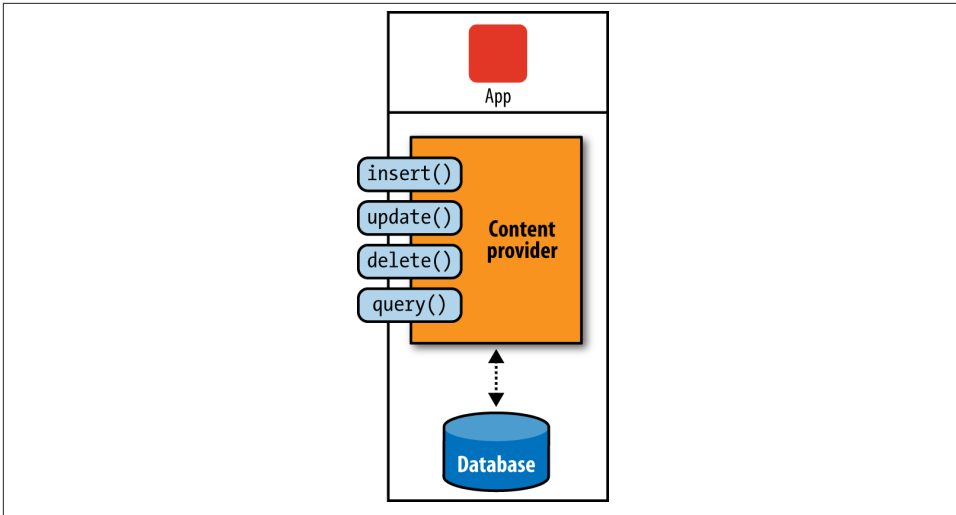 App
insert()
update()
delete()
query()
Content
provider
Database